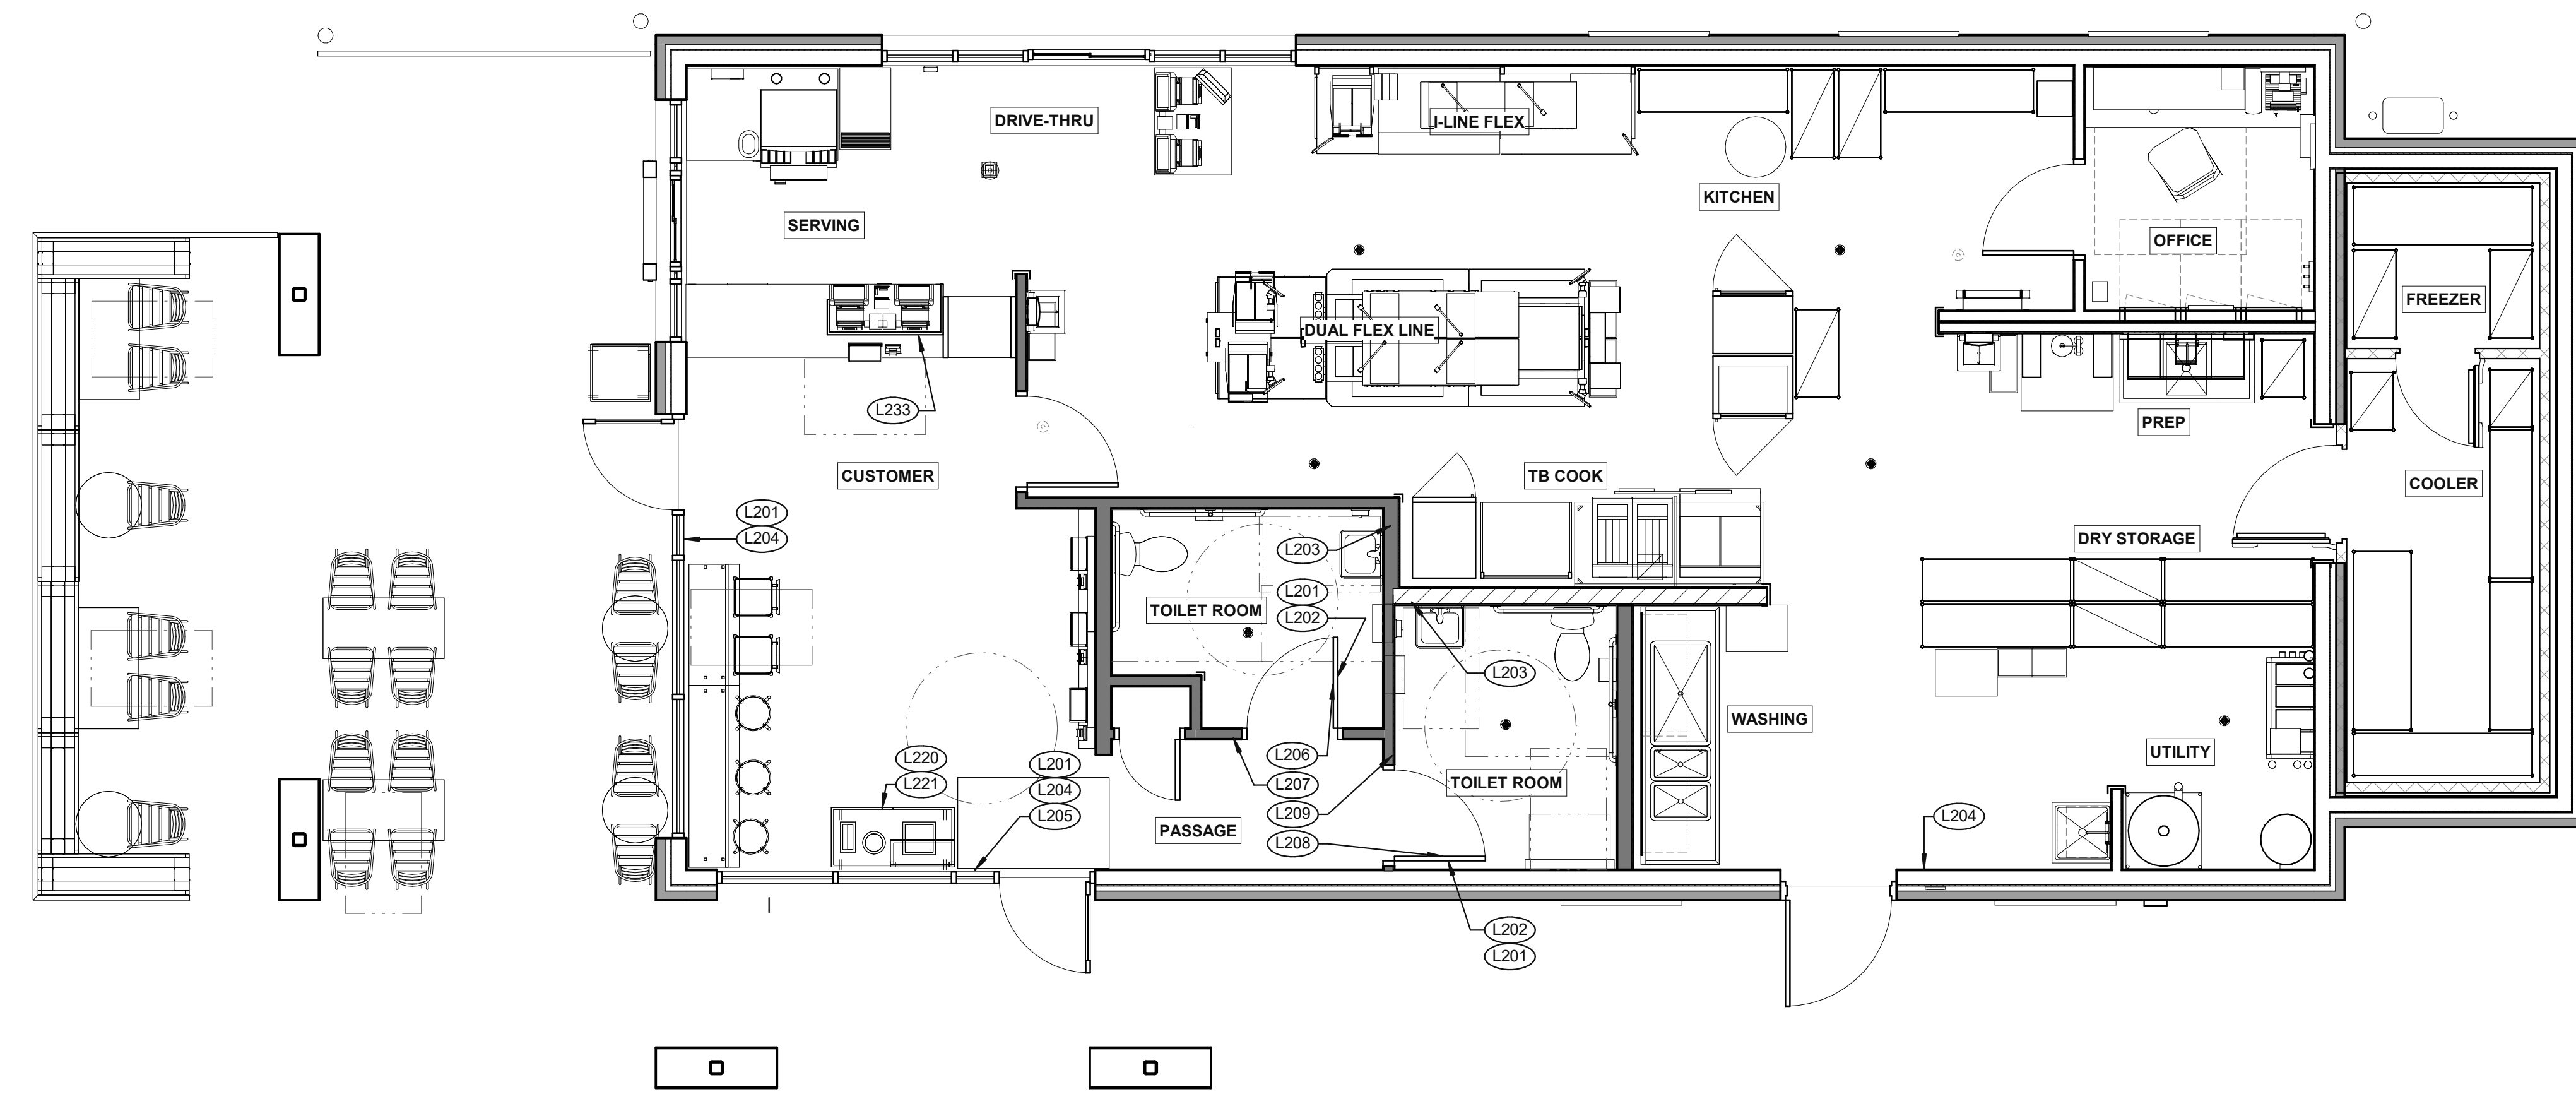 DRIVE-THRU
I-LINE FLEX
KITCHEN
SERVING
OFFICE
FREEZER
DUAL FLEX LINE
L233
PREP
CUSTOMER
TB COOK
COOLER
L201
L204
DRY STORAGE
L203
L201
L202
TOILET ROOM
L203
WASHING
L206
UTILITY
L220
L221
L201
L204
L205
L207
TOILET ROOM
L209
L204
PASSAGE
L208
L202
L201